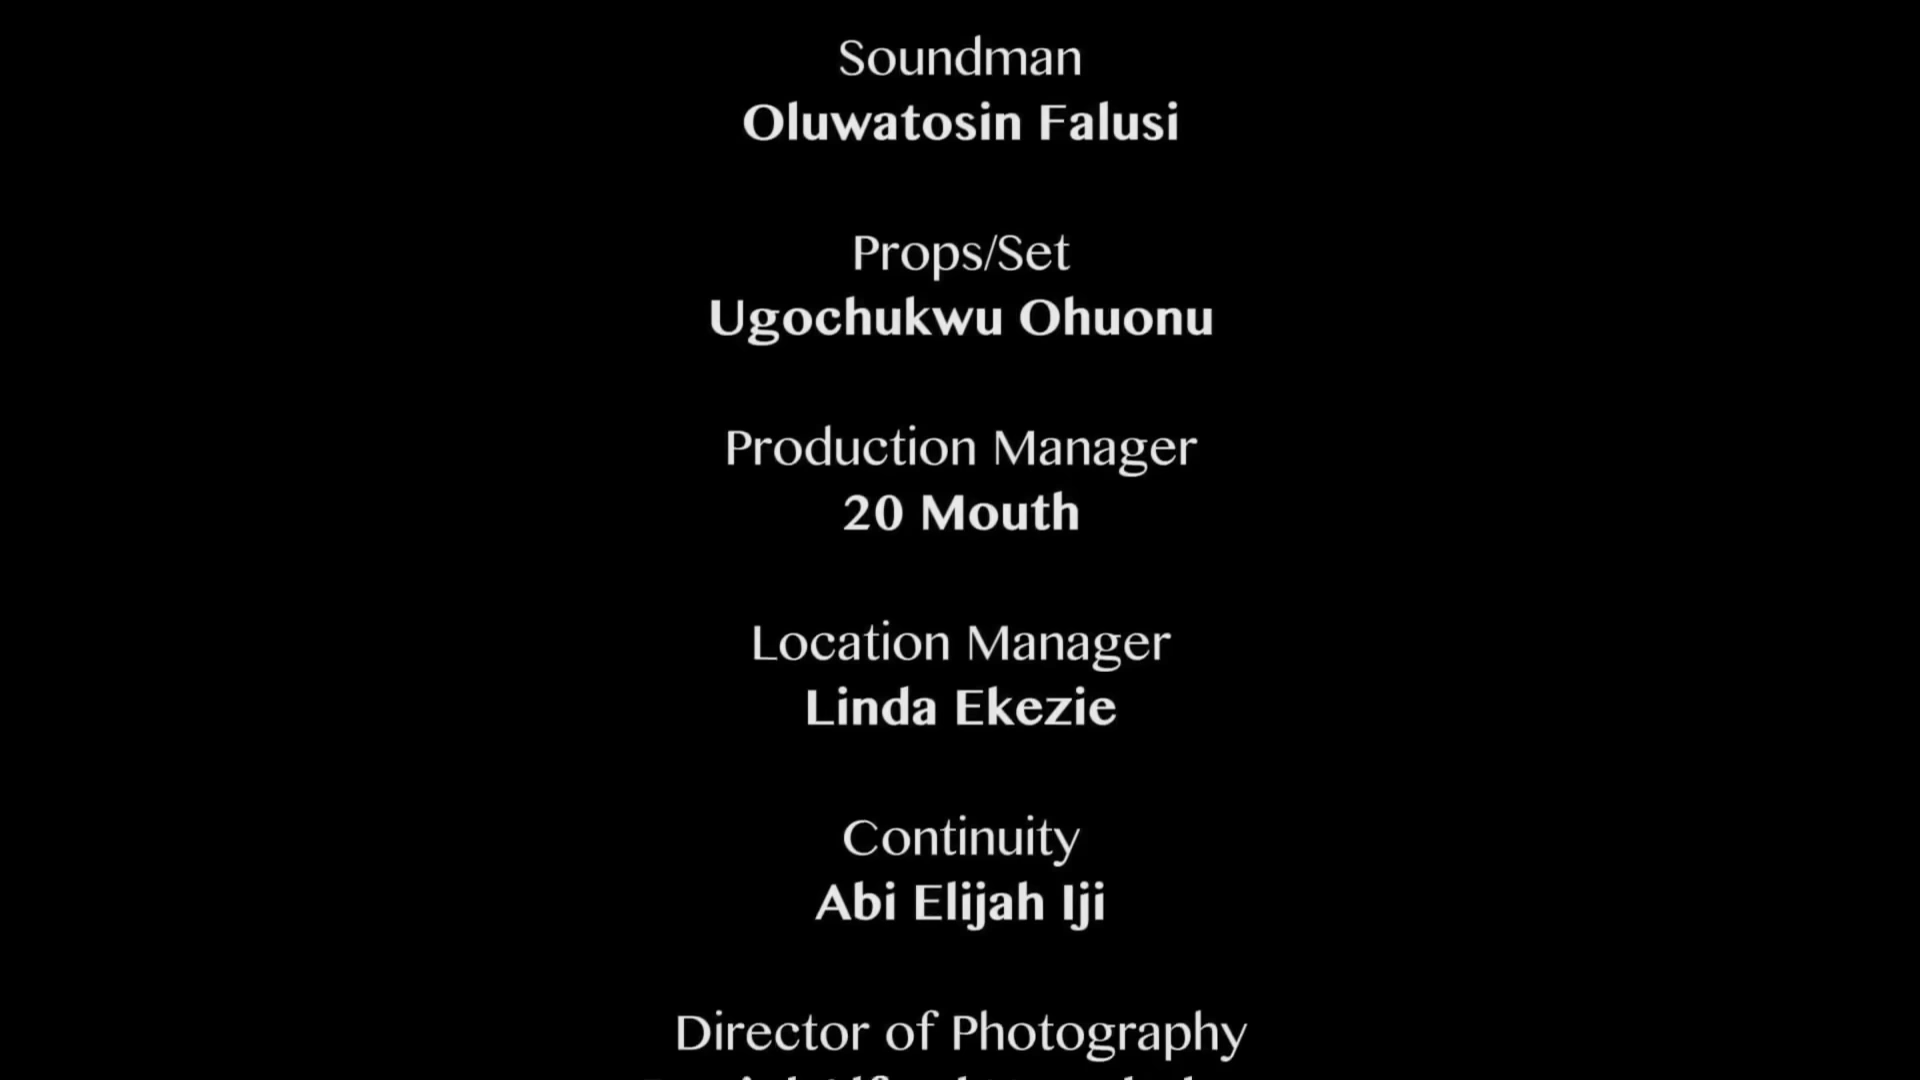 Soundman
Oluwatosin Falusi
Props/Set
Ugochukwu Ohuonu
Production Manager
20 Mouth
Location Manager
Linda Ekezie
Continuity
Abi Elijah Iji
Director of Photography